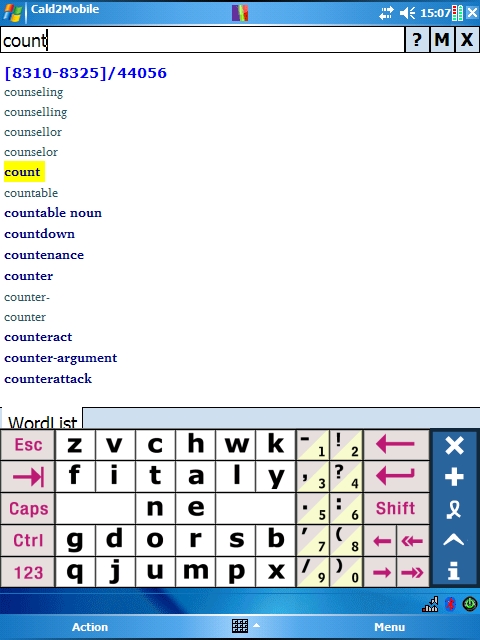 Cald2Mobile 15:07
count ? M X
[8310-8325]/44056
counseling
counselling
counsellor
counselor
count
countable
countable noun
countdown
countenance
counter
counter-
counter
counteract
counter-argument
counterattack
WordList
Esc z v c h w k - 1 ! 2
f i t a l y , 3 ? 4
Caps n e . 5 : 6 Shift
Ctrl g d o r s b ' 7 ( 8
123 q j u m p x / 9 ) 0
Action Menu